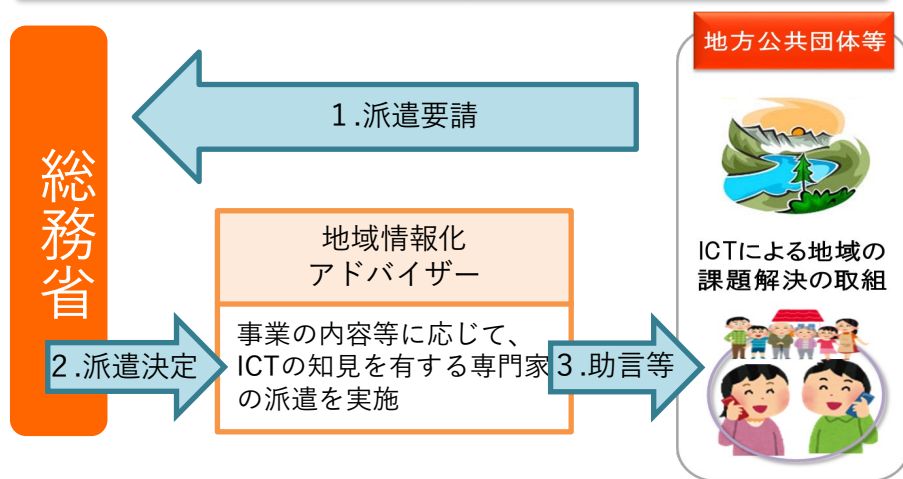 地方公共団体等
1.派遣要請
総務省
地域情報化
アドバイザー
ICTによる地域の
課題解決の取組
事業の内容等に応じて、
ICTの知見を有する専門家
の派遣を実施
2.派遣決定
3.助言等